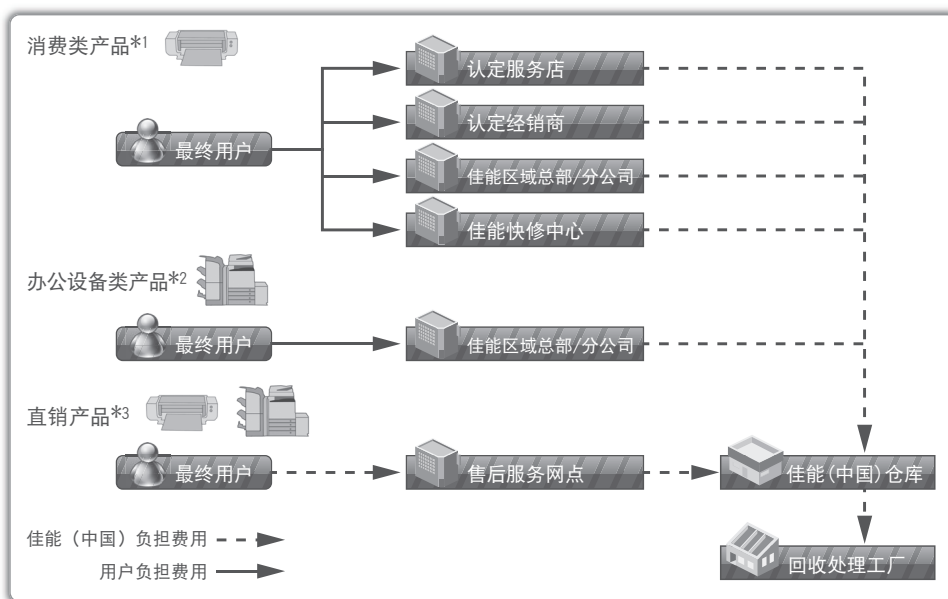 消费类产品*1
最终用户
认定服务店
认定经销商
佳能区域总部/分公司
佳能快修中心
办公设备类产品*2
最终用户
佳能区域总部/分公司
直销产品*3
最终用户
售后服务网点
佳能(中国)仓库
佳能（中国）负担费用
用户负担费用
回收处理工厂